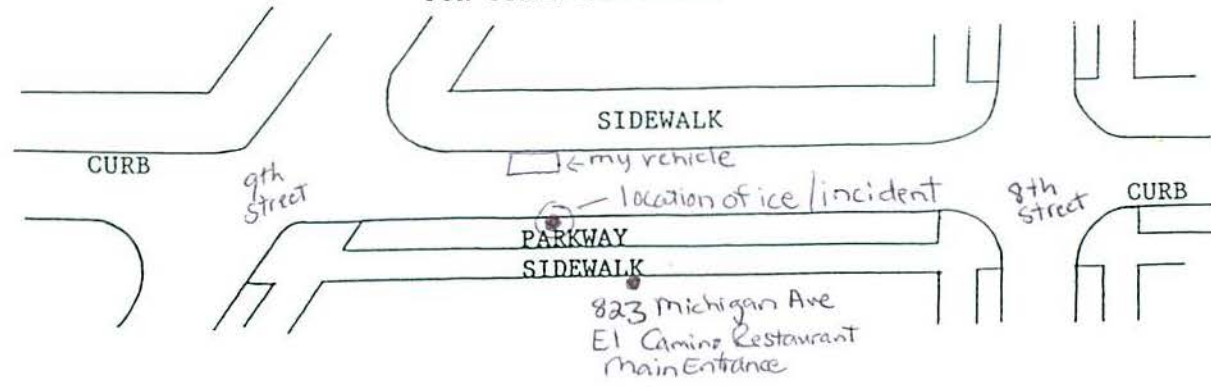 SIDEWALK
CURB
← my vehicle
9th
Street
location of ice/incident
8th
Street
CURB
PARKWAY
SIDEWALK
823 Michigan Ave
El Camino Restaurant
Main Entrance